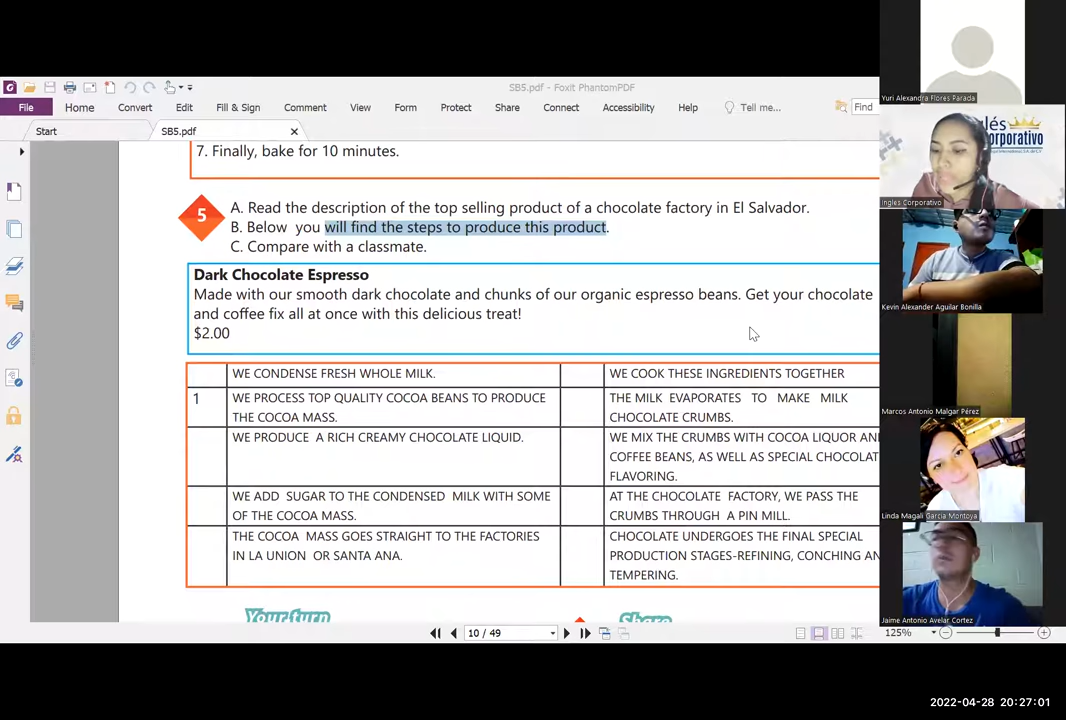 SB5.pdf - Foxit PhantomPDF
File Home Convert Edit Fill & Sign Comment View Form Protect Share Connect Accessibility Help Tell me... Find
Start SB5.pdf
7. Finally, bake for 10 minutes.
5
A. Read the description of the top selling product of a chocolate factory in El Salvador.
B. Below you will find the steps to produce this product.
C. Compare with a classmate.
Dark Chocolate Espresso
Made with our smooth dark chocolate and chunks of our organic espresso beans. Get your chocolate
and coffee fix all at once with this delicious treat!
$2.00
WE CONDENSE FRESH WHOLE MILK.
1 WE PROCESS TOP QUALITY COCOA BEANS TO PRODUCE
THE COCOA MASS.
WE PRODUCE A RICH CREAMY CHOCOLATE LIQUID.
WE ADD SUGAR TO THE CONDENSED MILK WITH SOME
OF THE COCOA MASS.
THE COCOA MASS GOES STRAIGHT TO THE FACTORIES
IN LA UNION OR SANTA ANA.
WE COOK THESE INGREDIENTS TOGETHER
THE MILK EVAPORATES TO MAKE MILK
CHOCOLATE CRUMBS.
WE MIX THE CRUMBS WITH COCOA LIQUOR AN
COFFEE BEANS, AS WELL AS SPECIAL CHOCOLAT
FLAVORING.
AT THE CHOCOLATE FACTORY, WE PASS THE
CRUMBS THROUGH A PIN MILL.
CHOCOLATE UNDERGOES THE FINAL SPECIAL
PRODUCTION STAGES-REFINING, CONCHING AN
TEMPERING.
Your turn
Share
10 / 49
125%
Yuri Alexandra Flores Parada
lés
orporativo
Ingles Corporativo
Kevin Alexander Aguilar Bonilla
Marcos Antonio Malgar Pérez
Linda Magali Garcia Montoya
Jaime Antonio Avelar Cortez
2022-04-28 20:27:01